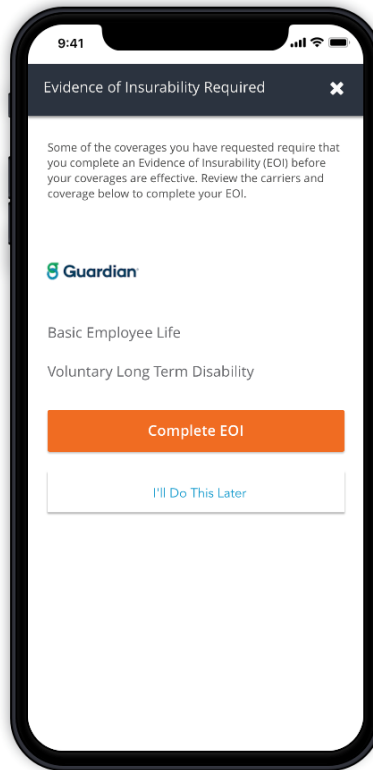 9:41
Evidence of Insurability Required
Some of the coverages you have requested require that
you complete an Evidence of Insurability (EOI) before
your coverages are effective. Review the carriers and
coverage below to complete your EOI.
Guardian
Basic Employee Life
Voluntary Long Term Disability
Complete EOI
I'll Do This Later